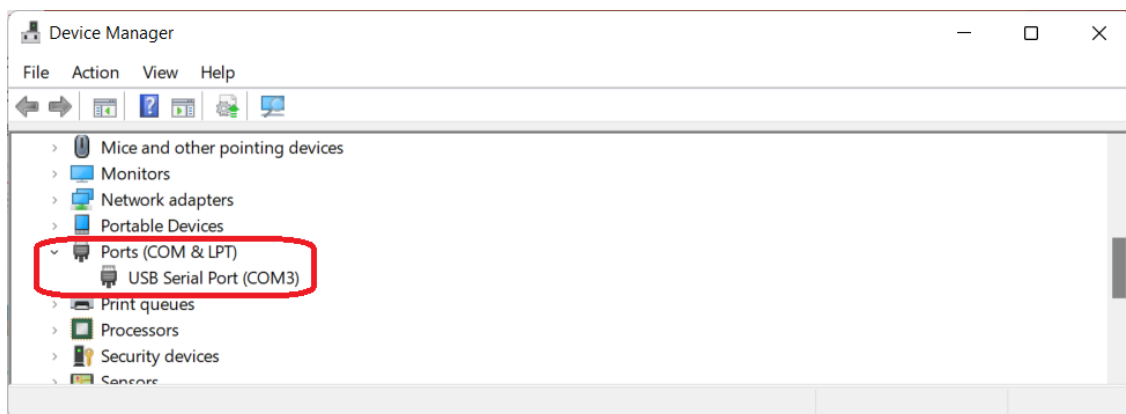 Device Manager
File Action View Help
Mice and other pointing devices
Monitors
Network adapters
Portable Devices
Ports (COM & LPT)
USB Serial Port (COM3)
Print queues
Processors
Security devices
Sensors